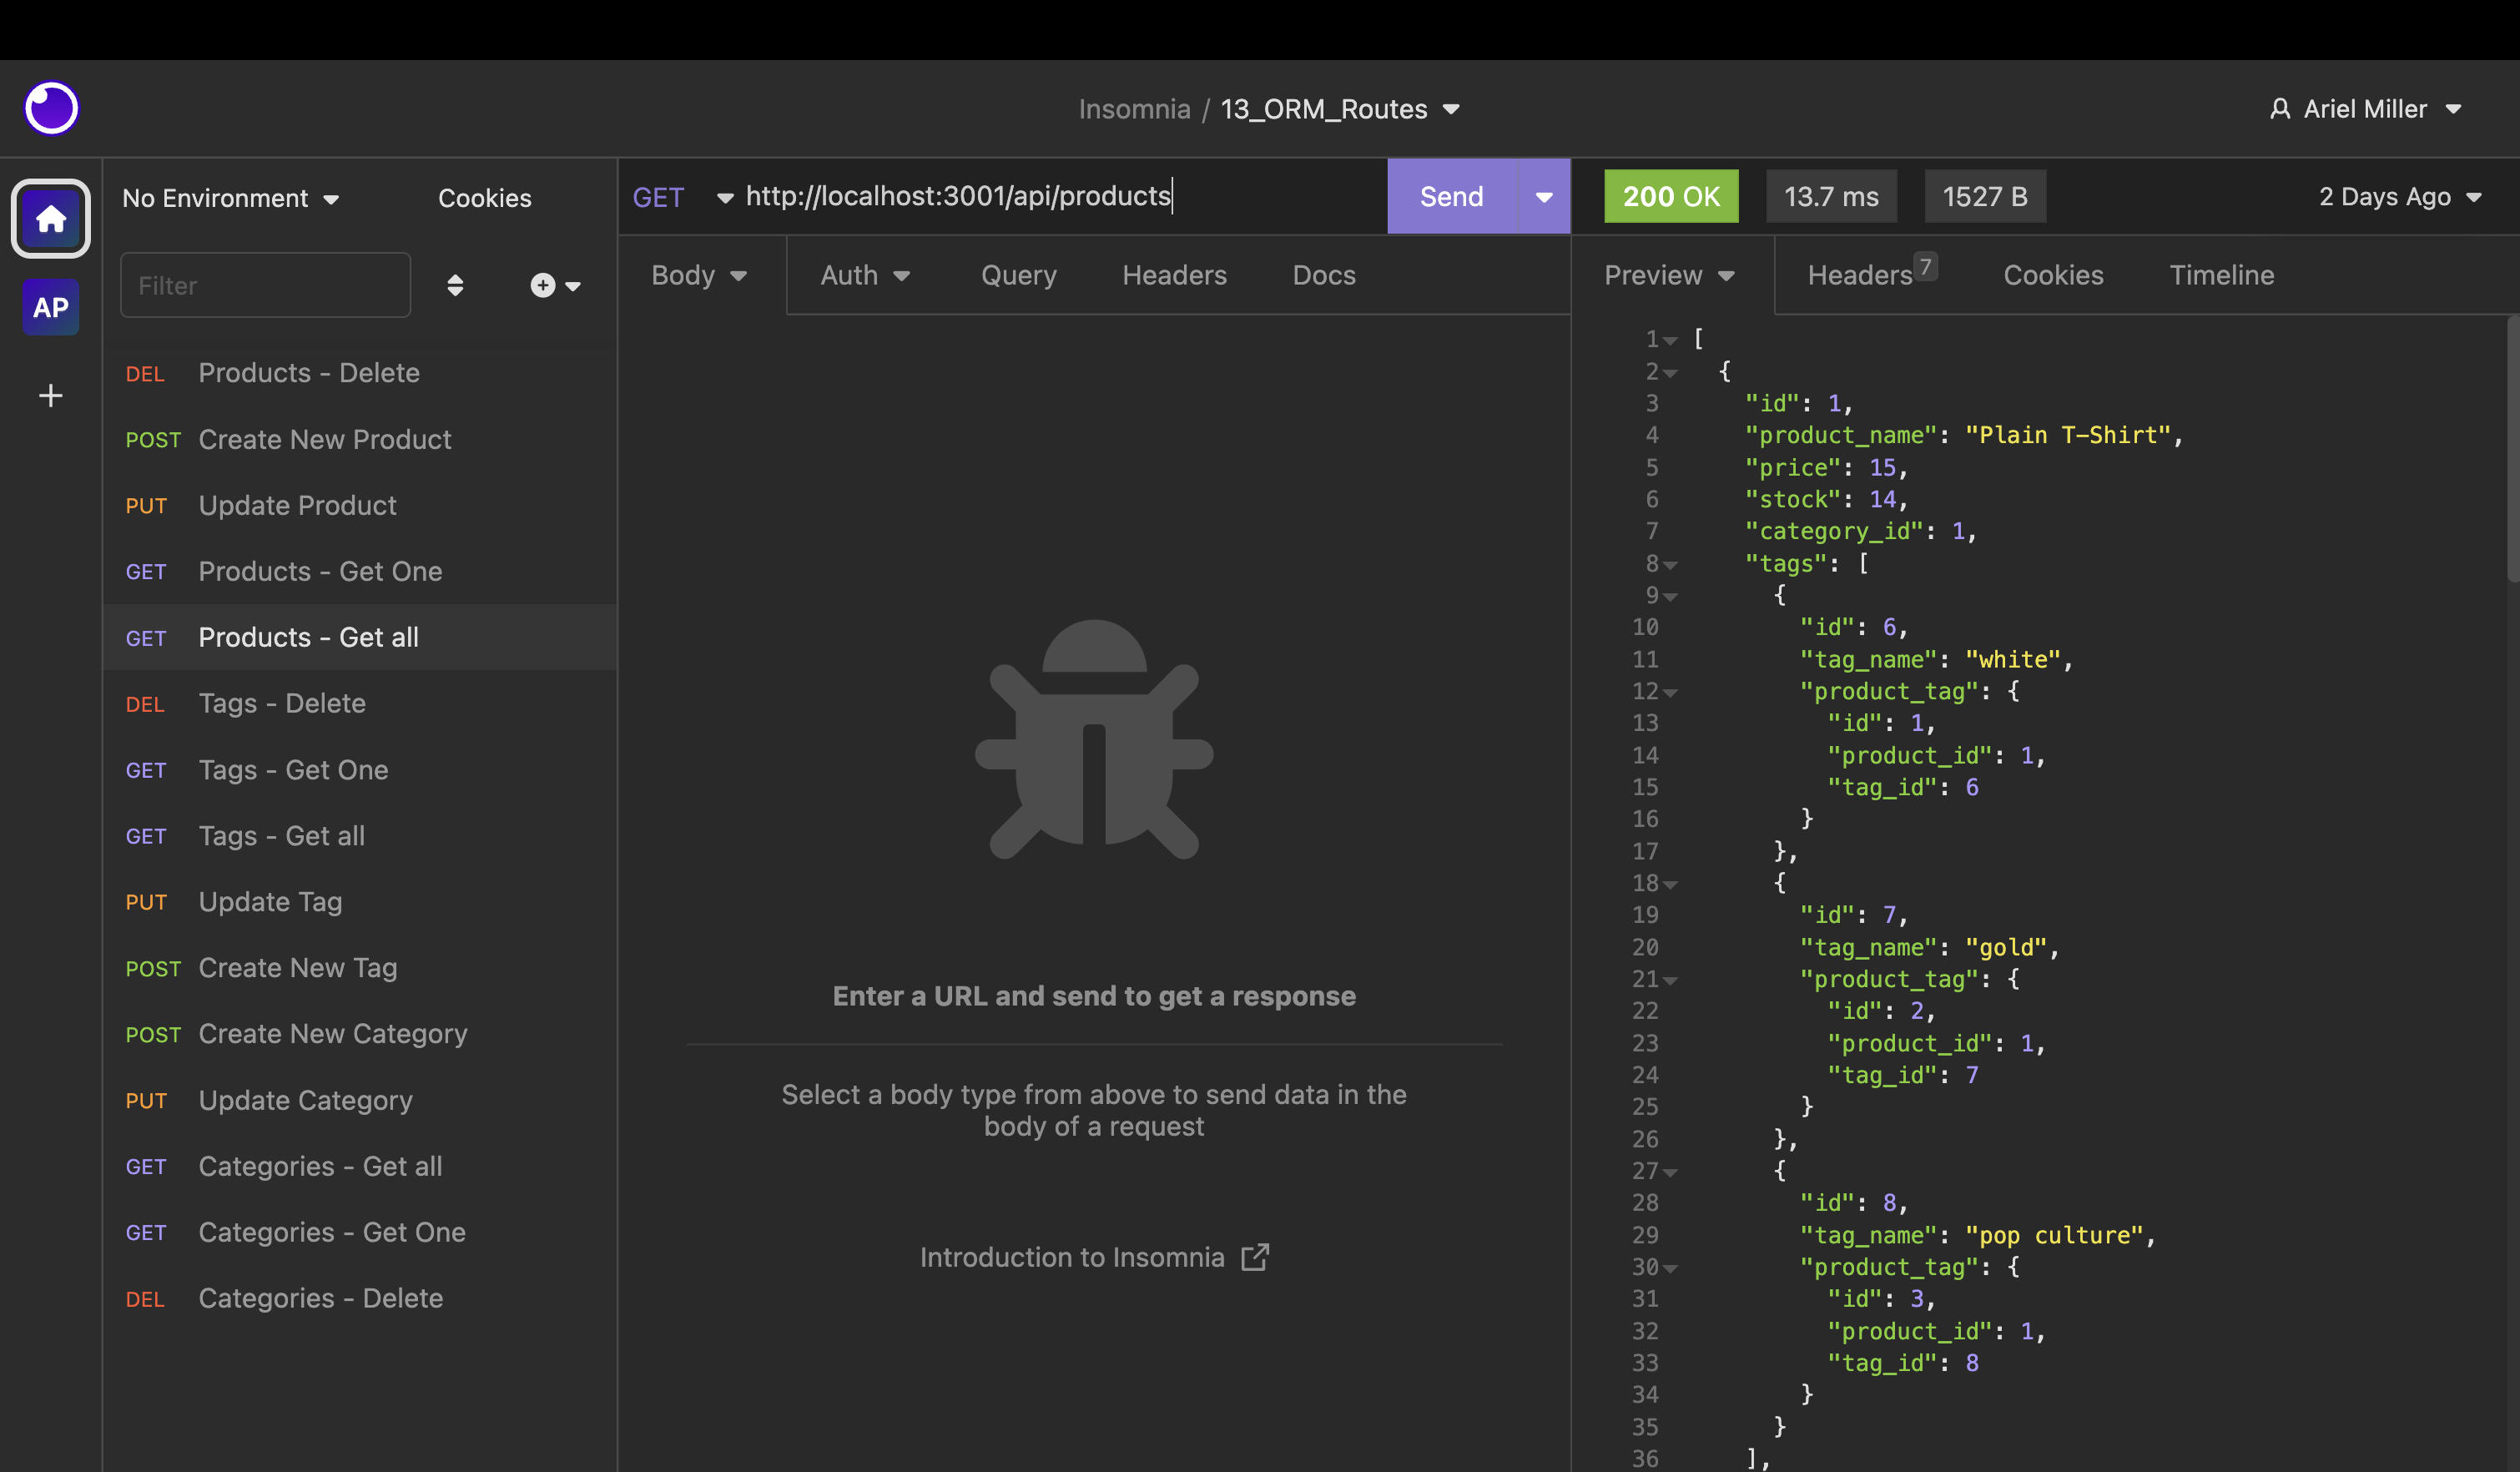 Insomnia / 13_ORM_Routes
Ariel Miller
AP
No Environment
Cookies
Filter
DEL Products - Delete
POST Create New Product
PUT Update Product
GET Products - Get One
GET Products - Get all
DEL Tags - Delete
GET Tags - Get One
GET Tags - Get all
PUT Update Tag
POST Create New Tag
POST Create New Category
PUT Update Category
GET Categories - Get all
GET Categories - Get One
DEL Categories - Delete
GET http://localhost:3001/api/products
Send
Body Auth Query Headers Docs
Enter a URL and send to get a response
Select a body type from above to send data in the
body of a request
Introduction to Insomnia
200 OK 13.7 ms 1527 B 2 Days Ago
Preview Headers 7 Cookies Timeline
1 [
2 {
3 "id": 1,
4 "product_name": "Plain T-Shirt",
5 "price": 15,
6 "stock": 14,
7 "category_id": 1,
8 "tags": [
9 {
10 "id": 6,
11 "tag_name": "white",
12 "product_tag": {
13 "id": 1,
14 "product_id": 1,
15 "tag_id": 6
16 }
17 },
18 {
19 "id": 7,
20 "tag_name": "gold",
21 "product_tag": {
22 "id": 2,
23 "product_id": 1,
24 "tag_id": 7
25 }
26 },
27 {
28 "id": 8,
29 "tag_name": "pop culture",
30 "product_tag": {
31 "id": 3,
32 "product_id": 1,
33 "tag_id": 8
34 }
35 }
36 ],